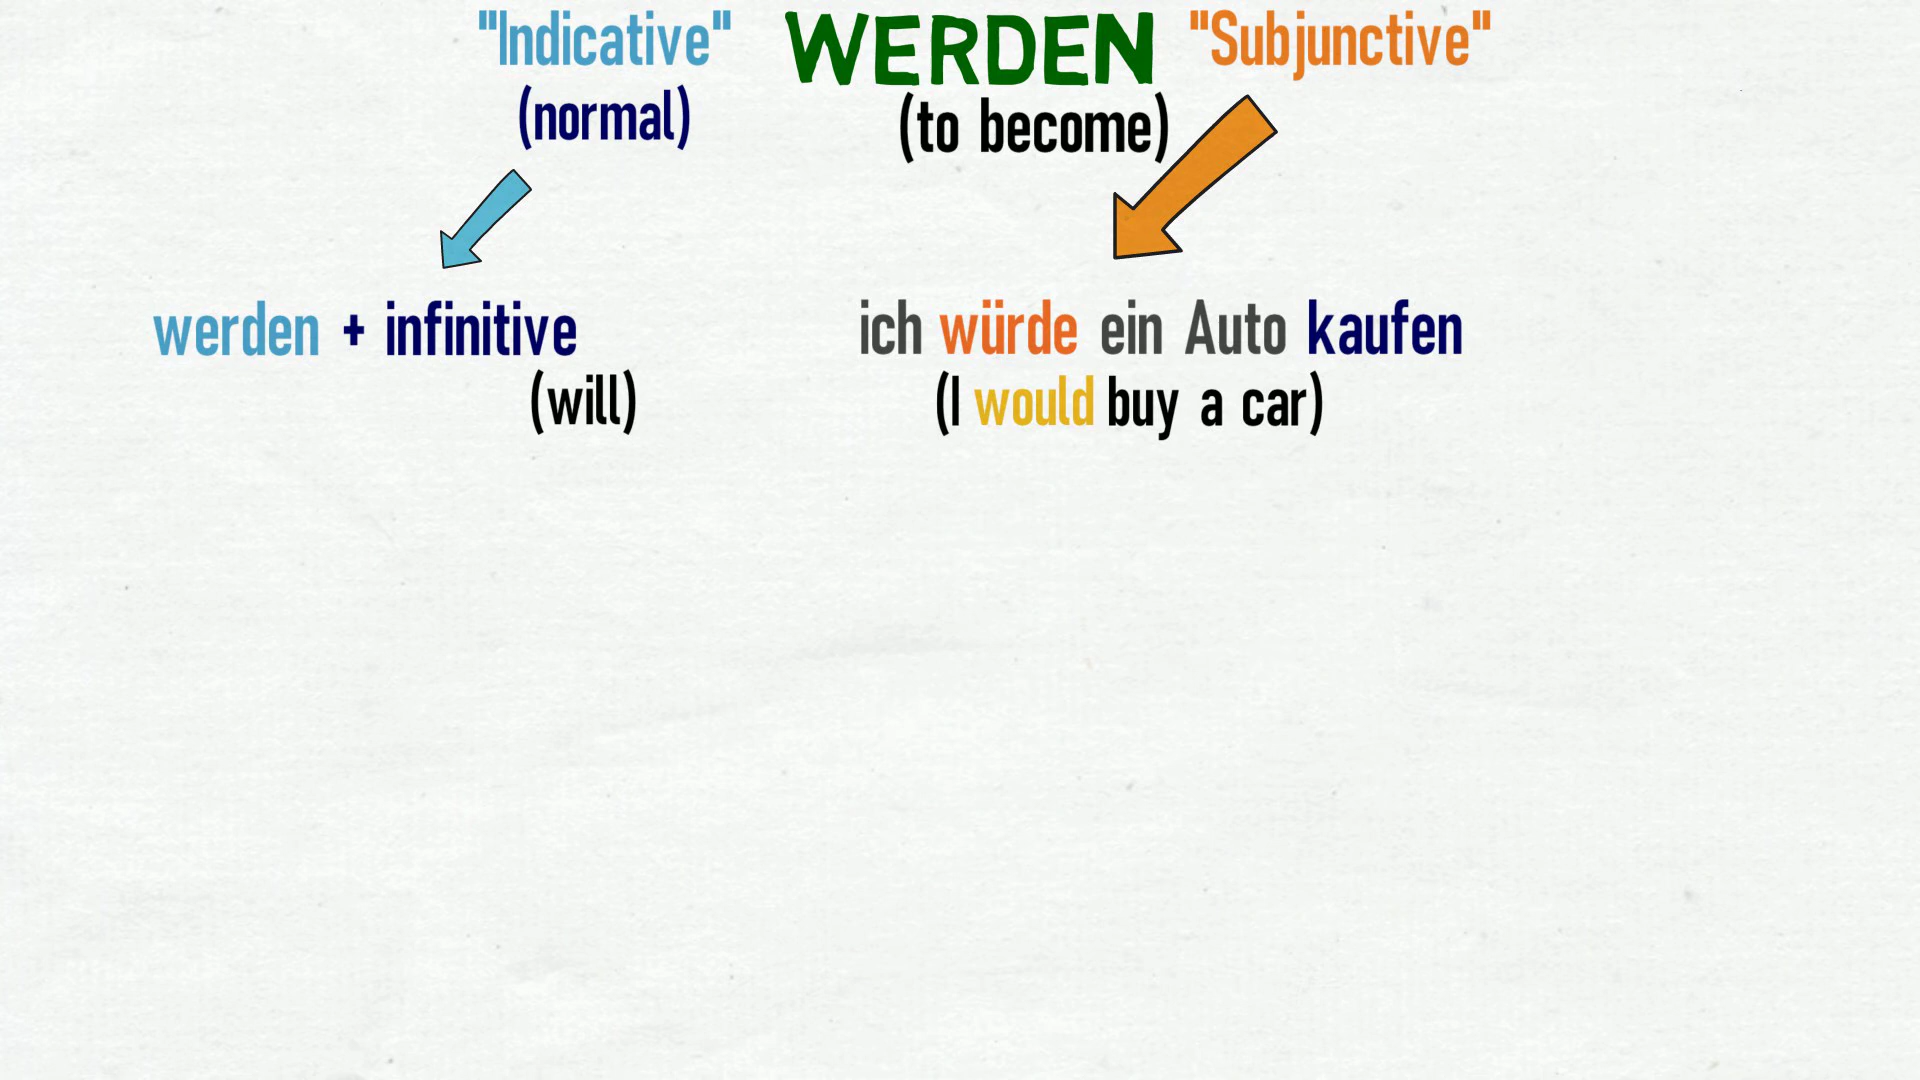 "Indicative" WERDEN "Subjunctive"
(normal) (to become)
werden + infinitive
(will)
ich würde ein Auto kaufen
(I would buy a car)